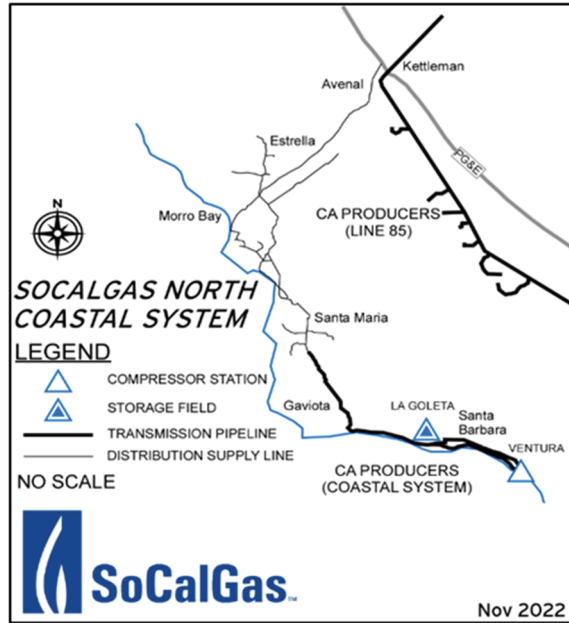 Kettleman
Avenal
Estrella
PG&E
Morro Bay
CA PRODUCERS
(LINE 85)
N
SOCALGAS NORTH
COASTAL SYSTEM
Santa Maria
LEGEND
COMPRESSOR STATION
STORAGE FIELD
TRANSMISSION PIPELINE
DISTRIBUTION SUPPLY LINE
NO SCALE
Gaviota
LA GOLETA
Santa
Barbara
VENTURA
CA PRODUCERS
(COASTAL SYSTEM)
SoCalGas™
Nov 2022